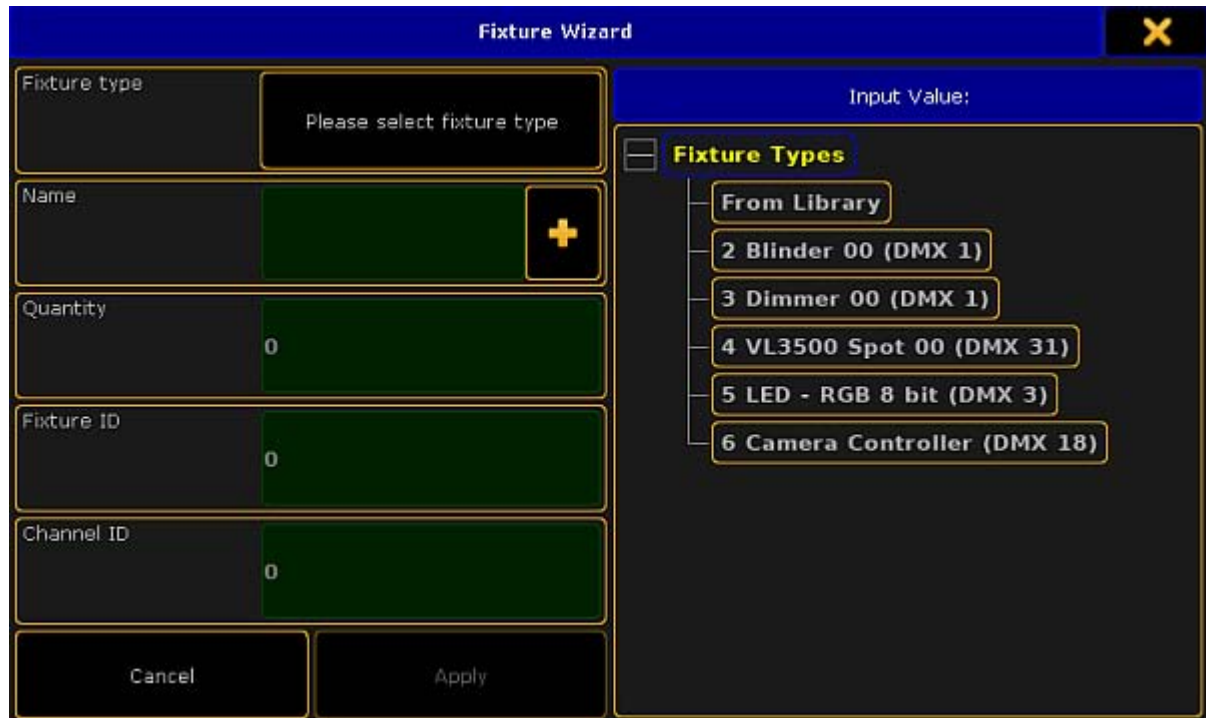 Fixture Wizard
Fixture type
Please select fixture type
Name
Quantity
0
Fixture ID
0
Channel ID
0
Cancel
Apply
Input Value:
Fixture Types
From Library
2 Blinder 00 (DMX 1)
3 Dimmer 00 (DMX 1)
4 VL3500 Spot 00 (DMX 31)
5 LED - RGB 8 bit (DMX 3)
6 Camera Controller (DMX 18)